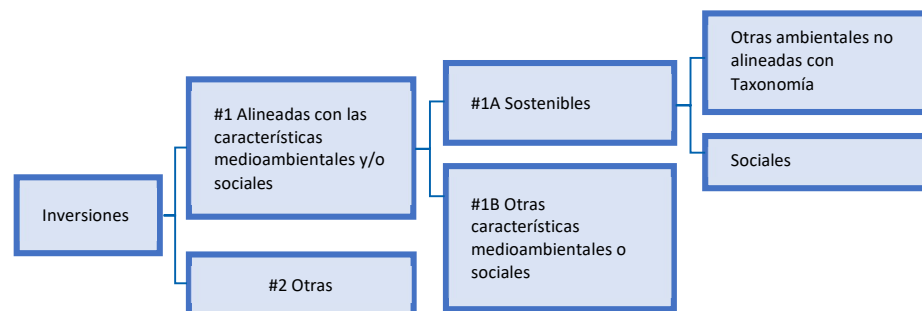 Inversiones
#1 Alineadas con las
características
medioambientales y/o
sociales
#2 Otras
#1A Sostenibles
#1B Otras
características
medioambientales o
sociales
Otras ambientales no
alineadas con
Taxonomía
Sociales